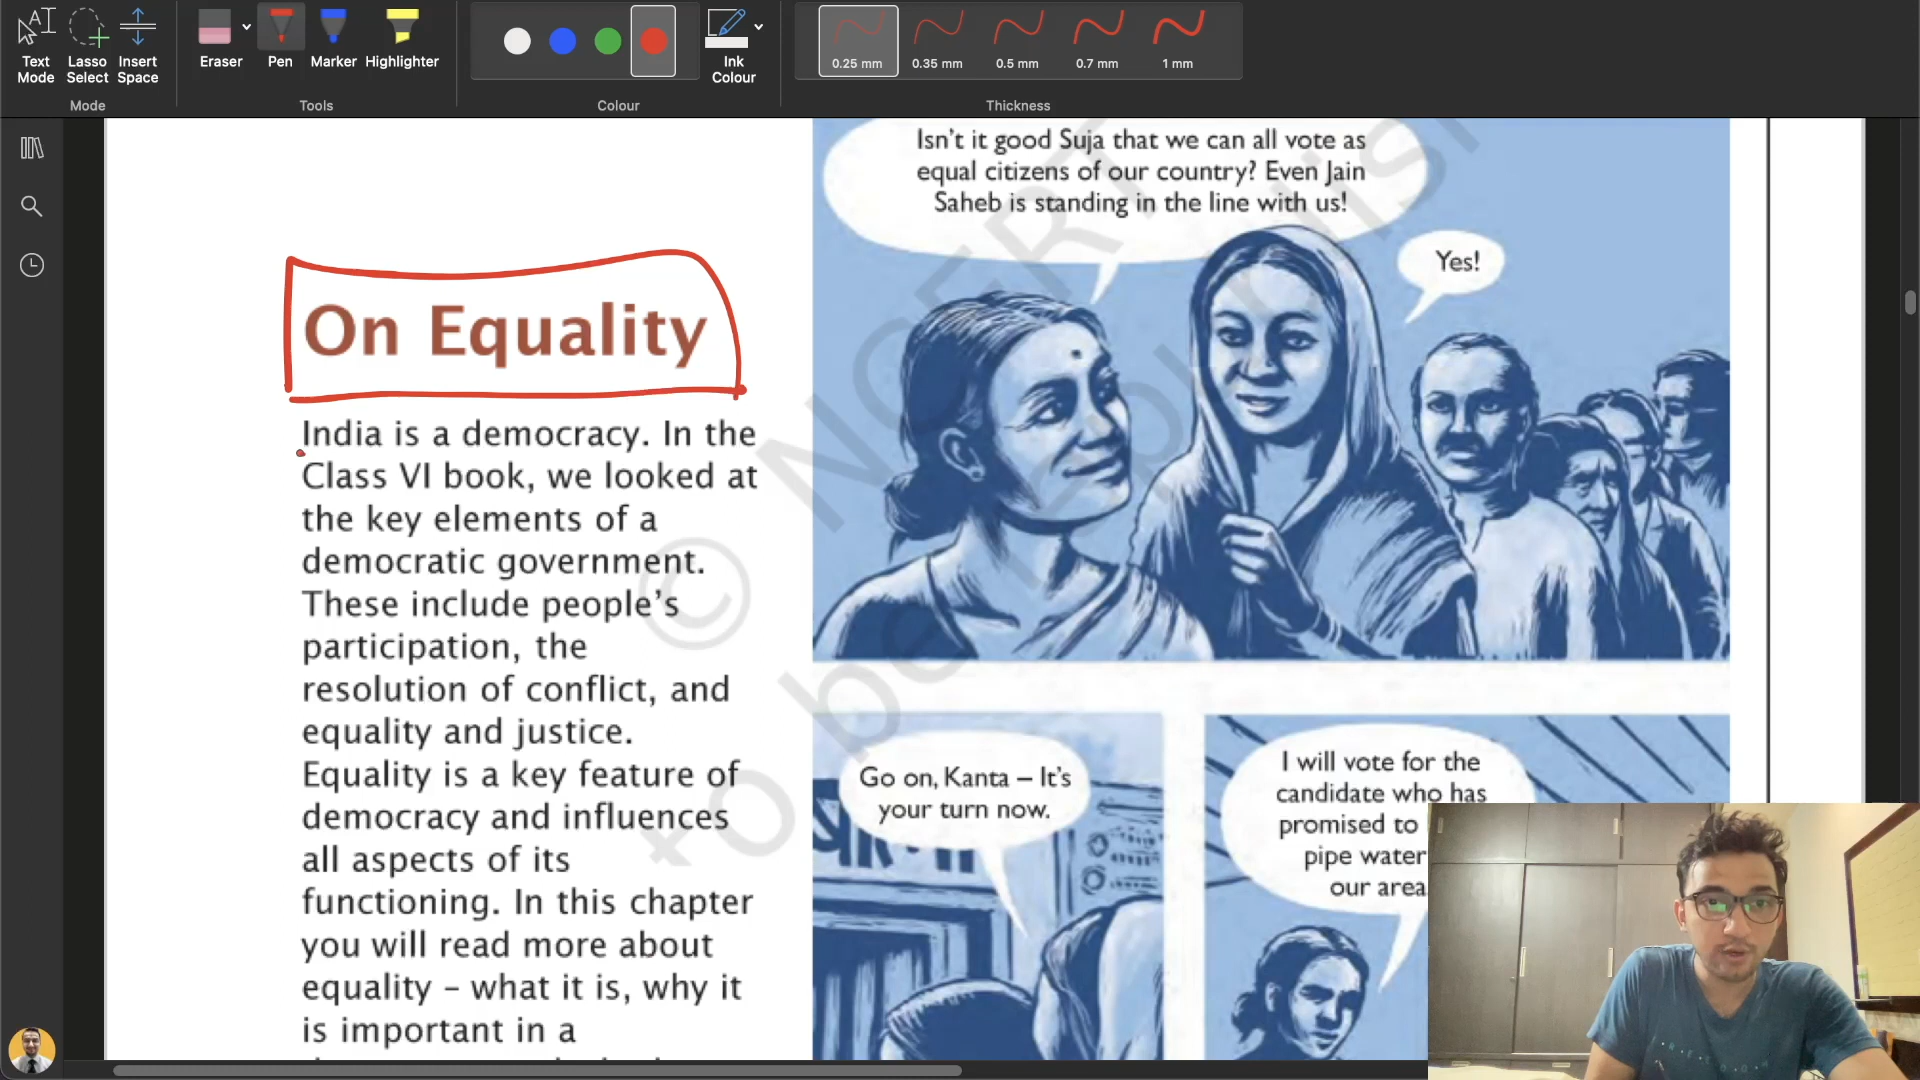 Text
Mode
Lasso
Select
Insert
Space
Mode
Eraser
Pen
Marker
Highlighter
Tools
Colour
Ink
Colour
0.25 mm
0.35 mm
0.5 mm
0.7 mm
1 mm
Thickness
On Equality
India is a democracy. In the
Class VI book, we looked at
the key elements of a
democratic government.
These include people's
participation, the
resolution of conflict, and
equality and justice.
Equality is a key feature of
democracy and influences
all aspects of its
functioning. In this chapter
you will read more about
equality – what it is, why it
is important in a
Isn't it good Suja that we can all vote as
equal citizens of our country? Even Jain
Saheb is standing in the line with us!
Yes!
Go on, Kanta – It's
your turn now.
I will vote for the
candidate who has
promised to
pipe water
our area
© NCERT
to be